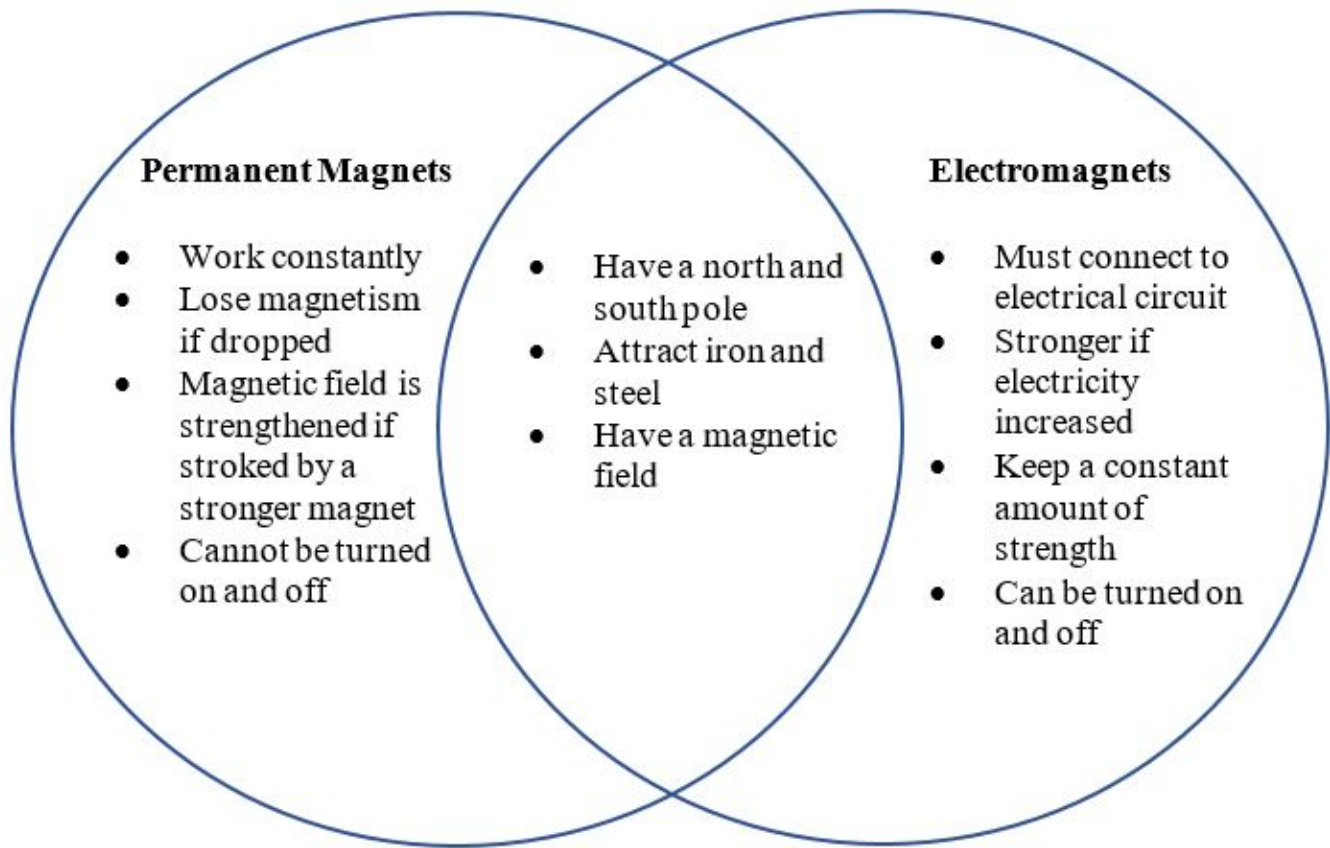 Permanent Magnets
• Work constantly
• Lose magnetism
if dropped
• Magnetic field is
strengthened if
stroked by a
stronger magnet
• Cannot be turned
on and off
• Have a north and
south pole
• Attract iron and
steel
• Have a magnetic
field
Electromagnets
• Must connect to
electrical circuit
• Stronger if
electricity
increased
• Keep a constant
amount of
strength
• Can be turned on
and off